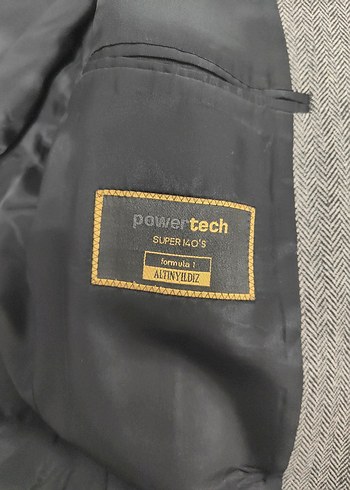 powertech
SUPER 140'S
formula 1
ALTINYILDIZ